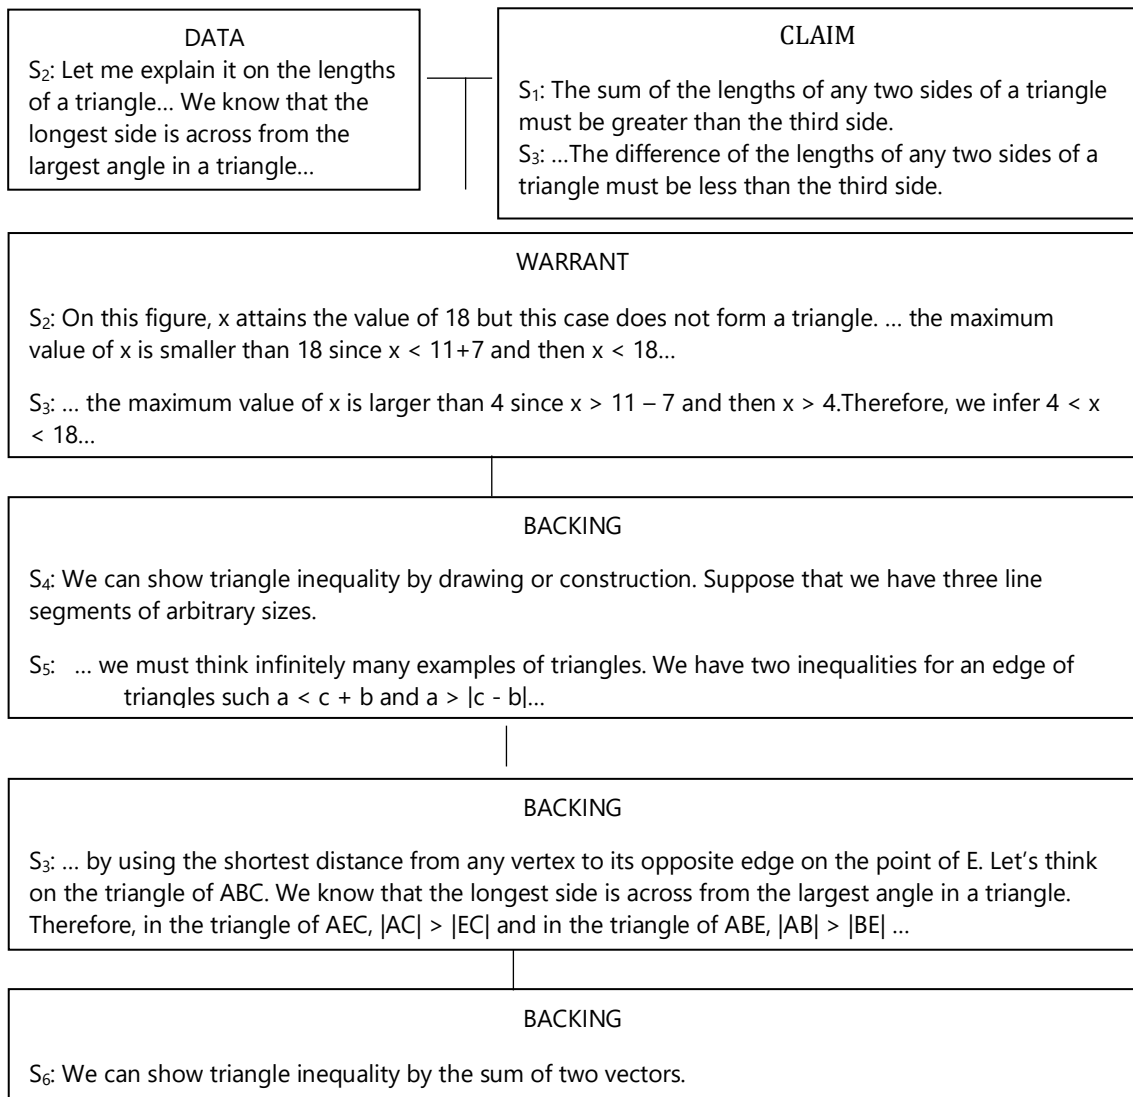 DATA
S₂: Let me explain it on the lengths
of a triangle... We know that the
longest side is across from the
largest angle in a triangle...
CLAIM
S₁: The sum of the lengths of any two sides of a triangle
must be greater than the third side.
S₃: ...The difference of the lengths of any two sides of a
triangle must be less than the third side.
WARRANT
S₂: On this figure, x attains the value of 18 but this case does not form a triangle. ... the maximum
value of x is smaller than 18 since x < 11+7 and then x < 18...
S₃: ... the maximum value of x is larger than 4 since x > 11 – 7 and then x > 4.Therefore, we infer 4 < x
< 18...
BACKING
S₄: We can show triangle inequality by drawing or construction. Suppose that we have three line
segments of arbitrary sizes.
S₅: ... we must think infinitely many examples of triangles. We have two inequalities for an edge of
triangles such a < c + b and a > |c - b|...
BACKING
S₃: ... by using the shortest distance from any vertex to its opposite edge on the point of E. Let's think
on the triangle of ABC. We know that the longest side is across from the largest angle in a triangle.
Therefore, in the triangle of AEC, |AC| > |EC| and in the triangle of ABE, |AB| > |BE| ...
BACKING
S₆: We can show triangle inequality by the sum of two vectors.